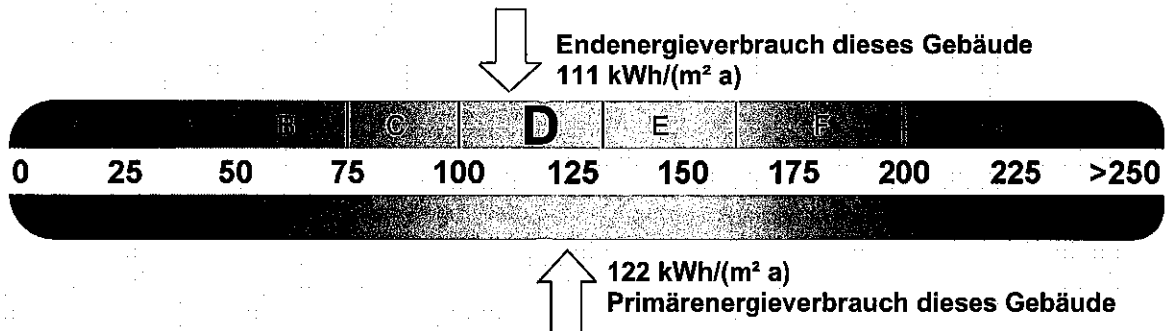 Endenergieverbrauch dieses Gebäude
111 kWh/(m² a)
B C D E F
0 25 50 75 100 125 150 175 200 225 >250
122 kWh/(m² a)
Primärenergieverbrauch dieses Gebäude